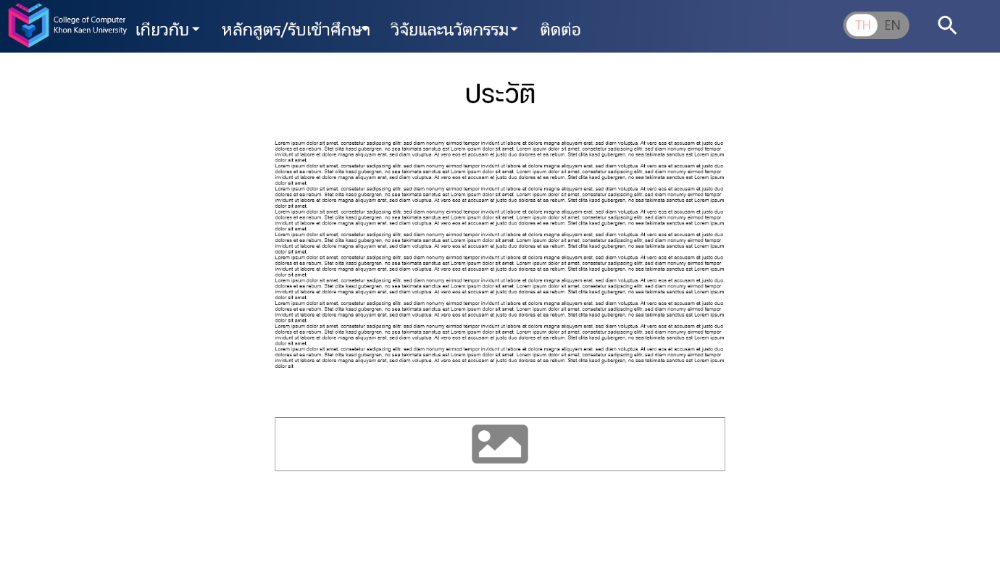 College of Computer
Khon Kaen University
เกี่ยวกับ
หลักสูตร/รับเข้าศึกษา
วิจัยและนวัตกรรม
ติดต่อ
TH EN
ประวัติ
Lorem ipsum dolor sit amet, consetetur sadipscing elitr, sed diam nonumy eirmod tempor invidunt ut labore et dolore magna aliquyam erat, sed diam voluptua. At vero eos et accusam et justo duo
dolores et ea rebum. Stet clita kasd gubergren, no sea takimata sanctus est Lorem ipsum dolor sit amet. Lorem ipsum dolor sit amet, consetetur sadipscing elitr, sed diam nonumy eirmod tempor
invidunt ut labore et dolore magna aliquyam erat, sed diam voluptua. At vero eos et accusam et justo duo dolores et ea rebum. Stet clita kasd gubergren, no sea takimata sanctus est Lorem ipsum
dolor sit amet.
Lorem ipsum dolor sit amet, consetetur sadipscing elitr, sed diam nonumy eirmod tempor invidunt ut labore et dolore magna aliquyam erat, sed diam voluptua. At vero eos et accusam et justo duo
dolores et ea rebum. Stet clita kasd gubergren, no sea takimata sanctus est Lorem ipsum dolor sit amet. Lorem ipsum dolor sit amet, consetetur sadipscing elitr, sed diam nonumy eirmod tempor
invidunt ut labore et dolore magna aliquyam erat, sed diam voluptua. At vero eos et accusam et justo duo dolores et ea rebum. Stet clita kasd gubergren, no sea takimata sanctus est Lorem ipsum
dolor sit amet.
Lorem ipsum dolor sit amet, consetetur sadipscing elitr, sed diam nonumy eirmod tempor invidunt ut labore et dolore magna aliquyam erat, sed diam voluptua. At vero eos et accusam et justo duo
dolores et ea rebum. Stet clita kasd gubergren, no sea takimata sanctus est Lorem ipsum dolor sit amet. Lorem ipsum dolor sit amet, consetetur sadipscing elitr, sed diam nonumy eirmod tempor
invidunt ut labore et dolore magna aliquyam erat, sed diam voluptua. At vero eos et accusam et justo duo dolores et ea rebum. Stet clita kasd gubergren, no sea takimata sanctus est Lorem ipsum
dolor sit amet.
Lorem ipsum dolor sit amet, consetetur sadipscing elitr, sed diam nonumy eirmod tempor invidunt ut labore et dolore magna aliquyam erat, sed diam voluptua. At vero eos et accusam et justo duo
dolores et ea rebum. Stet clita kasd gubergren, no sea takimata sanctus est Lorem ipsum dolor sit amet. Lorem ipsum dolor sit amet, consetetur sadipscing elitr, sed diam nonumy eirmod tempor
invidunt ut labore et dolore magna aliquyam erat, sed diam voluptua. At vero eos et accusam et justo duo dolores et ea rebum. Stet clita kasd gubergren, no sea takimata sanctus est Lorem ipsum
dolor sit amet.
Lorem ipsum dolor sit amet, consetetur sadipscing elitr, sed diam nonumy eirmod tempor invidunt ut labore et dolore magna aliquyam erat, sed diam voluptua. At vero eos et accusam et justo duo
dolores et ea rebum. Stet clita kasd gubergren, no sea takimata sanctus est Lorem ipsum dolor sit amet. Lorem ipsum dolor sit amet, consetetur sadipscing elitr, sed diam nonumy eirmod tempor
invidunt ut labore et dolore magna aliquyam erat, sed diam voluptua. At vero eos et accusam et justo duo dolores et ea rebum. Stet clita kasd gubergren, no sea takimata sanctus est Lorem ipsum
dolor sit amet.
Lorem ipsum dolor sit amet, consetetur sadipscing elitr, sed diam nonumy eirmod tempor invidunt ut labore et dolore magna aliquyam erat, sed diam voluptua. At vero eos et accusam et justo duo
dolores et ea rebum. Stet clita kasd gubergren, no sea takimata sanctus est Lorem ipsum dolor sit amet. Lorem ipsum dolor sit amet, consetetur sadipscing elitr, sed diam nonumy eirmod tempor
invidunt ut labore et dolore magna aliquyam erat, sed diam voluptua. At vero eos et accusam et justo duo dolores et ea rebum. Stet clita kasd gubergren, no sea takimata sanctus est Lorem ipsum
dolor sit amet.
Lorem ipsum dolor sit amet, consetetur sadipscing elitr, sed diam nonumy eirmod tempor invidunt ut labore et dolore magna aliquyam erat, sed diam voluptua. At vero eos et accusam et justo duo
dolores et ea rebum. Stet clita kasd gubergren, no sea takimata sanctus est Lorem ipsum dolor sit amet. Lorem ipsum dolor sit amet, consetetur sadipscing elitr, sed diam nonumy eirmod tempor
invidunt ut labore et dolore magna aliquyam erat, sed diam voluptua. At vero eos et accusam et justo duo dolores et ea rebum. Stet clita kasd gubergren, no sea takimata sanctus est Lorem ipsum
dolor sit amet.
Lorem ipsum dolor sit amet, consetetur sadipscing elitr, sed diam nonumy eirmod tempor invidunt ut labore et dolore magna aliquyam erat, sed diam voluptua. At vero eos et accusam et justo duo
dolores et ea rebum. Stet clita kasd gubergren, no sea takimata sanctus est Lorem ipsum dolor sit amet. Lorem ipsum dolor sit amet, consetetur sadipscing elitr, sed diam nonumy eirmod tempor
invidunt ut labore et dolore magna aliquyam erat, sed diam voluptua. At vero eos et accusam et justo duo dolores et ea rebum. Stet clita kasd gubergren, no sea takimata sanctus est Lorem ipsum
dolor sit amet.
Lorem ipsum dolor sit amet, consetetur sadipscing elitr, sed diam nonumy eirmod tempor invidunt ut labore et dolore magna aliquyam erat, sed diam voluptua. At vero eos et accusam et justo duo
dolores et ea rebum. Stet clita kasd gubergren, no sea takimata sanctus est Lorem ipsum dolor sit amet. Lorem ipsum dolor sit amet, consetetur sadipscing elitr, sed diam nonumy eirmod tempor
invidunt ut labore et dolore magna aliquyam erat, sed diam voluptua. At vero eos et accusam et justo duo dolores et ea rebum. Stet clita kasd gubergren, no sea takimata sanctus est Lorem ipsum
dolor sit amet.
Lorem ipsum dolor sit amet, consetetur sadipscing elitr, sed diam nonumy eirmod tempor invidunt ut labore et dolore magna aliquyam erat, sed diam voluptua. At vero eos et accusam et justo duo
dolores et ea rebum. Stet clita kasd gubergren, no sea takimata sanctus est Lorem ipsum dolor sit amet. Lorem ipsum dolor sit amet, consetetur sadipscing elitr, sed diam nonumy eirmod tempor
invidunt ut labore et dolore magna aliquyam erat, sed diam voluptua. At vero eos et accusam et justo duo dolores et ea rebum. Stet clita kasd gubergren, no sea takimata sanctus est Lorem ipsum
dolor sit